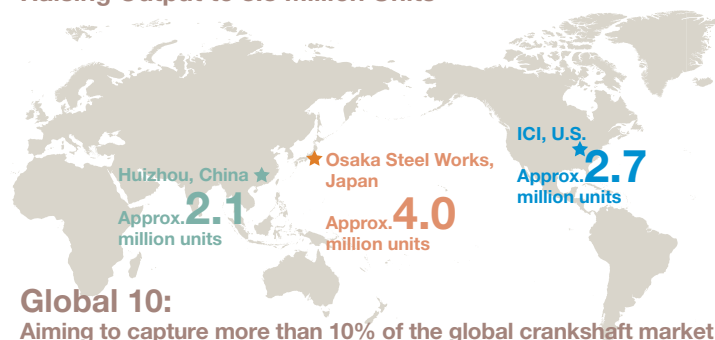 ICI, U.S.
Approx.2.7
million units
Osaka Steel Works,
Japan
Approx.4.0
million units
Huizhou, China
Approx.2.1
million units
Global 10:
Aiming to capture more than 10% of the global crankshaft market